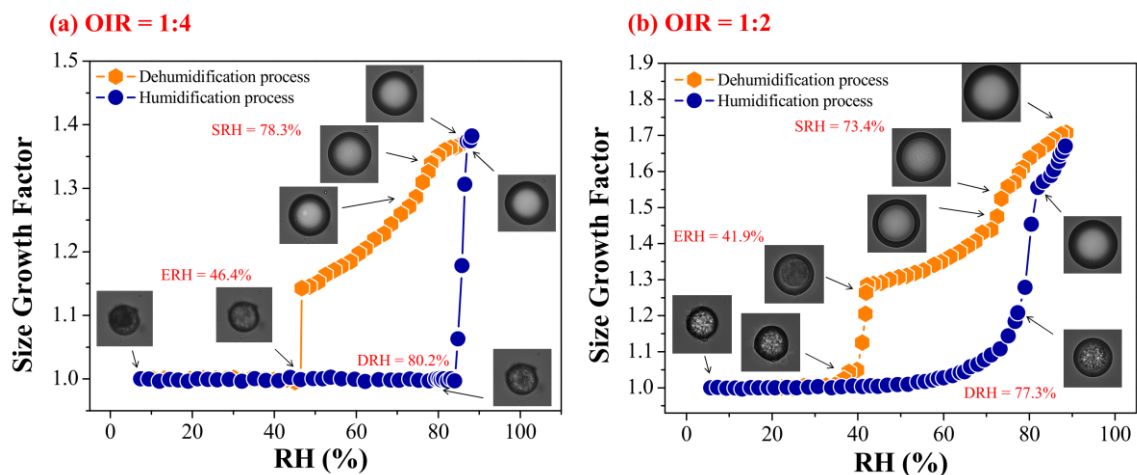 (a) OIR = 1:4
Size Growth Factor
1.5
1.4
1.3
1.2
1.1
1.0
Dehumidification process
Humidification process
SRH = 78.3%
ERH = 46.4%
DRH = 80.2%
0
20
40
60
80
100
RH (%)
(b) OIR = 1:2
Size Growth Factor
1.9
1.8
1.7
1.6
1.5
1.4
1.3
1.2
1.1
1.0
Dehumidification process
Humidification process
SRH = 73.4%
ERH = 41.9%
DRH = 77.3%
0
20
40
60
80
100
RH (%)